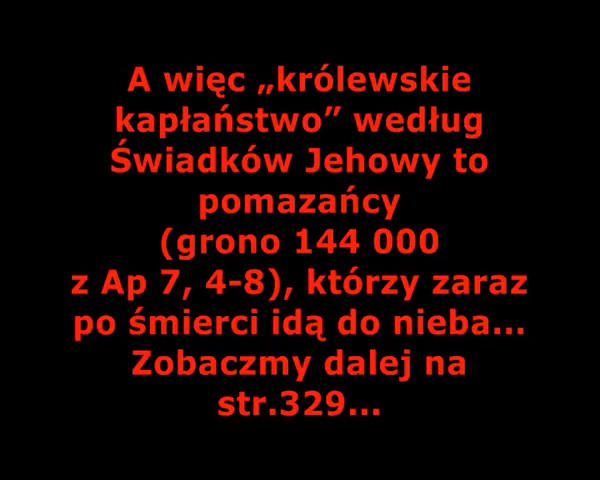 A więc „królewskie
kapłaństwo” według
Świadków Jehowy to
pomazańcy
(grono 144 000
z Ap 7, 4-8), którzy zaraz
po śmierci idą do nieba...
Zobaczmy dalej na
str.329...